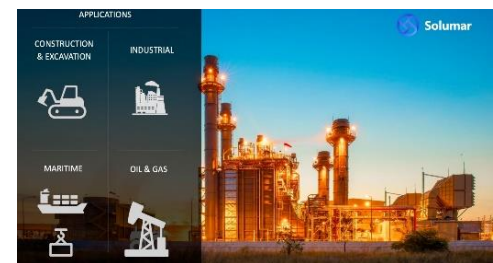 APPLICATIONS
CONSTRUCTION
& EXCAVATION
INDUSTRIAL
MARITIME
OIL & GAS
Solumar